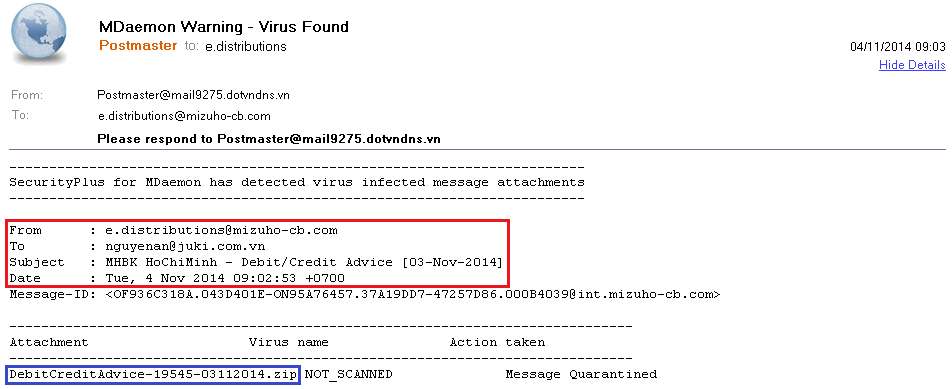 MDaemon Warning - Virus Found
Postmaster to: e.distributions
04/11/2014 09:03
Hide Details
From: Postmaster@mail9275.dotvndns.vn
To: e.distributions@mizuho-cb.com
Please respond to Postmaster@mail9275.dotvndns.vn
------------------------------------------------------------------------
SecurityPlus for MDaemon has detected virus infected message attachments
------------------------------------------------------------------------
From : e.distributions@mizuho-cb.com
To : nguyenan@juki.com.vn
Subject : MHBK HoChiMinh - Debit/Credit Advice [03-Nov-2014]
Date : Tue, 4 Nov 2014 09:02:53 +0700
Message-ID: <OF936C318A.043D401E-ON95A76457.37A19DD7-47257D86.000B4039@int.mizuho-cb.com>
------------------------------------------------------------------------------
Attachment Virus name Action taken
------------------------------------------------------------------------------
DebitCreditAdvice-19545-03112014.zip NOT_SCANNED Message Quarantined